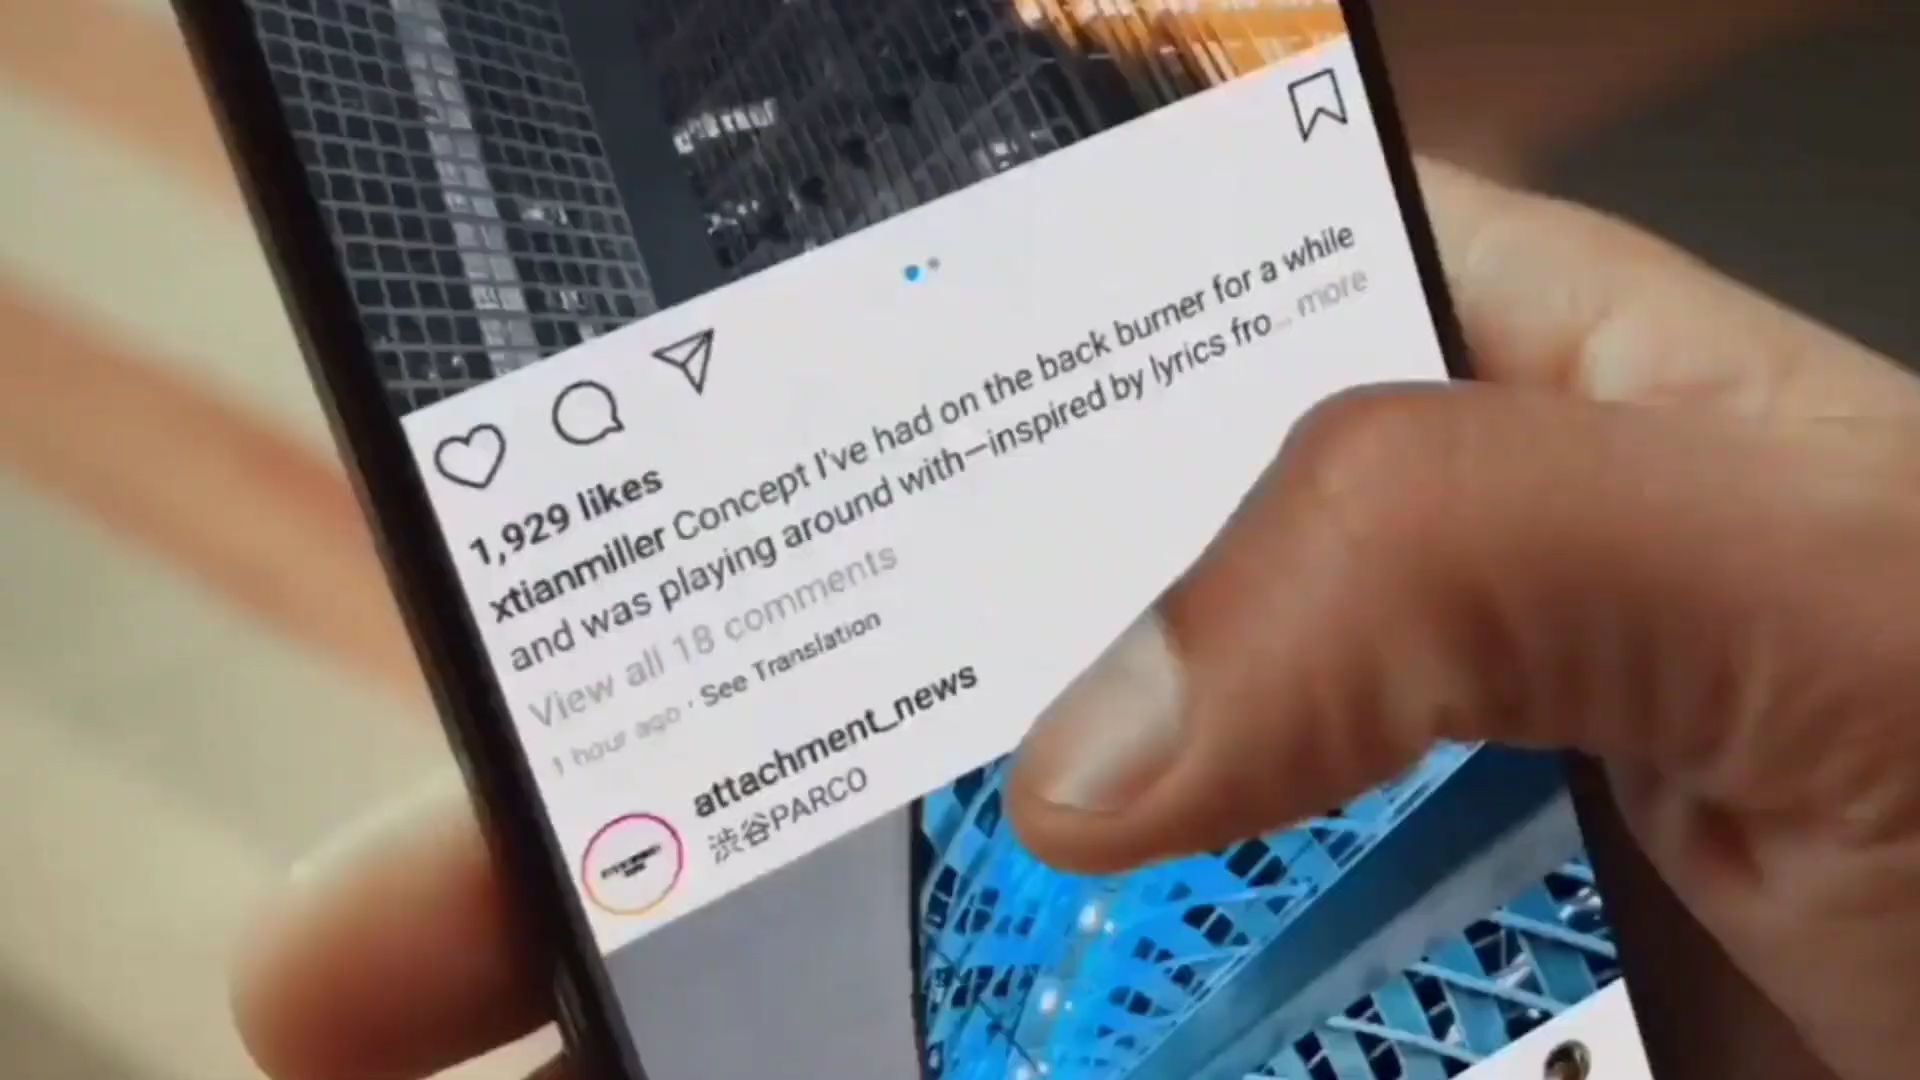 1,929 likes
xtianmiller Concept I've had on the back burner for a while
and was playing around with—inspired by lyrics fro... more
View all 18 comments
1 hour ago · See Translation
attachment_news
渋谷PARCO